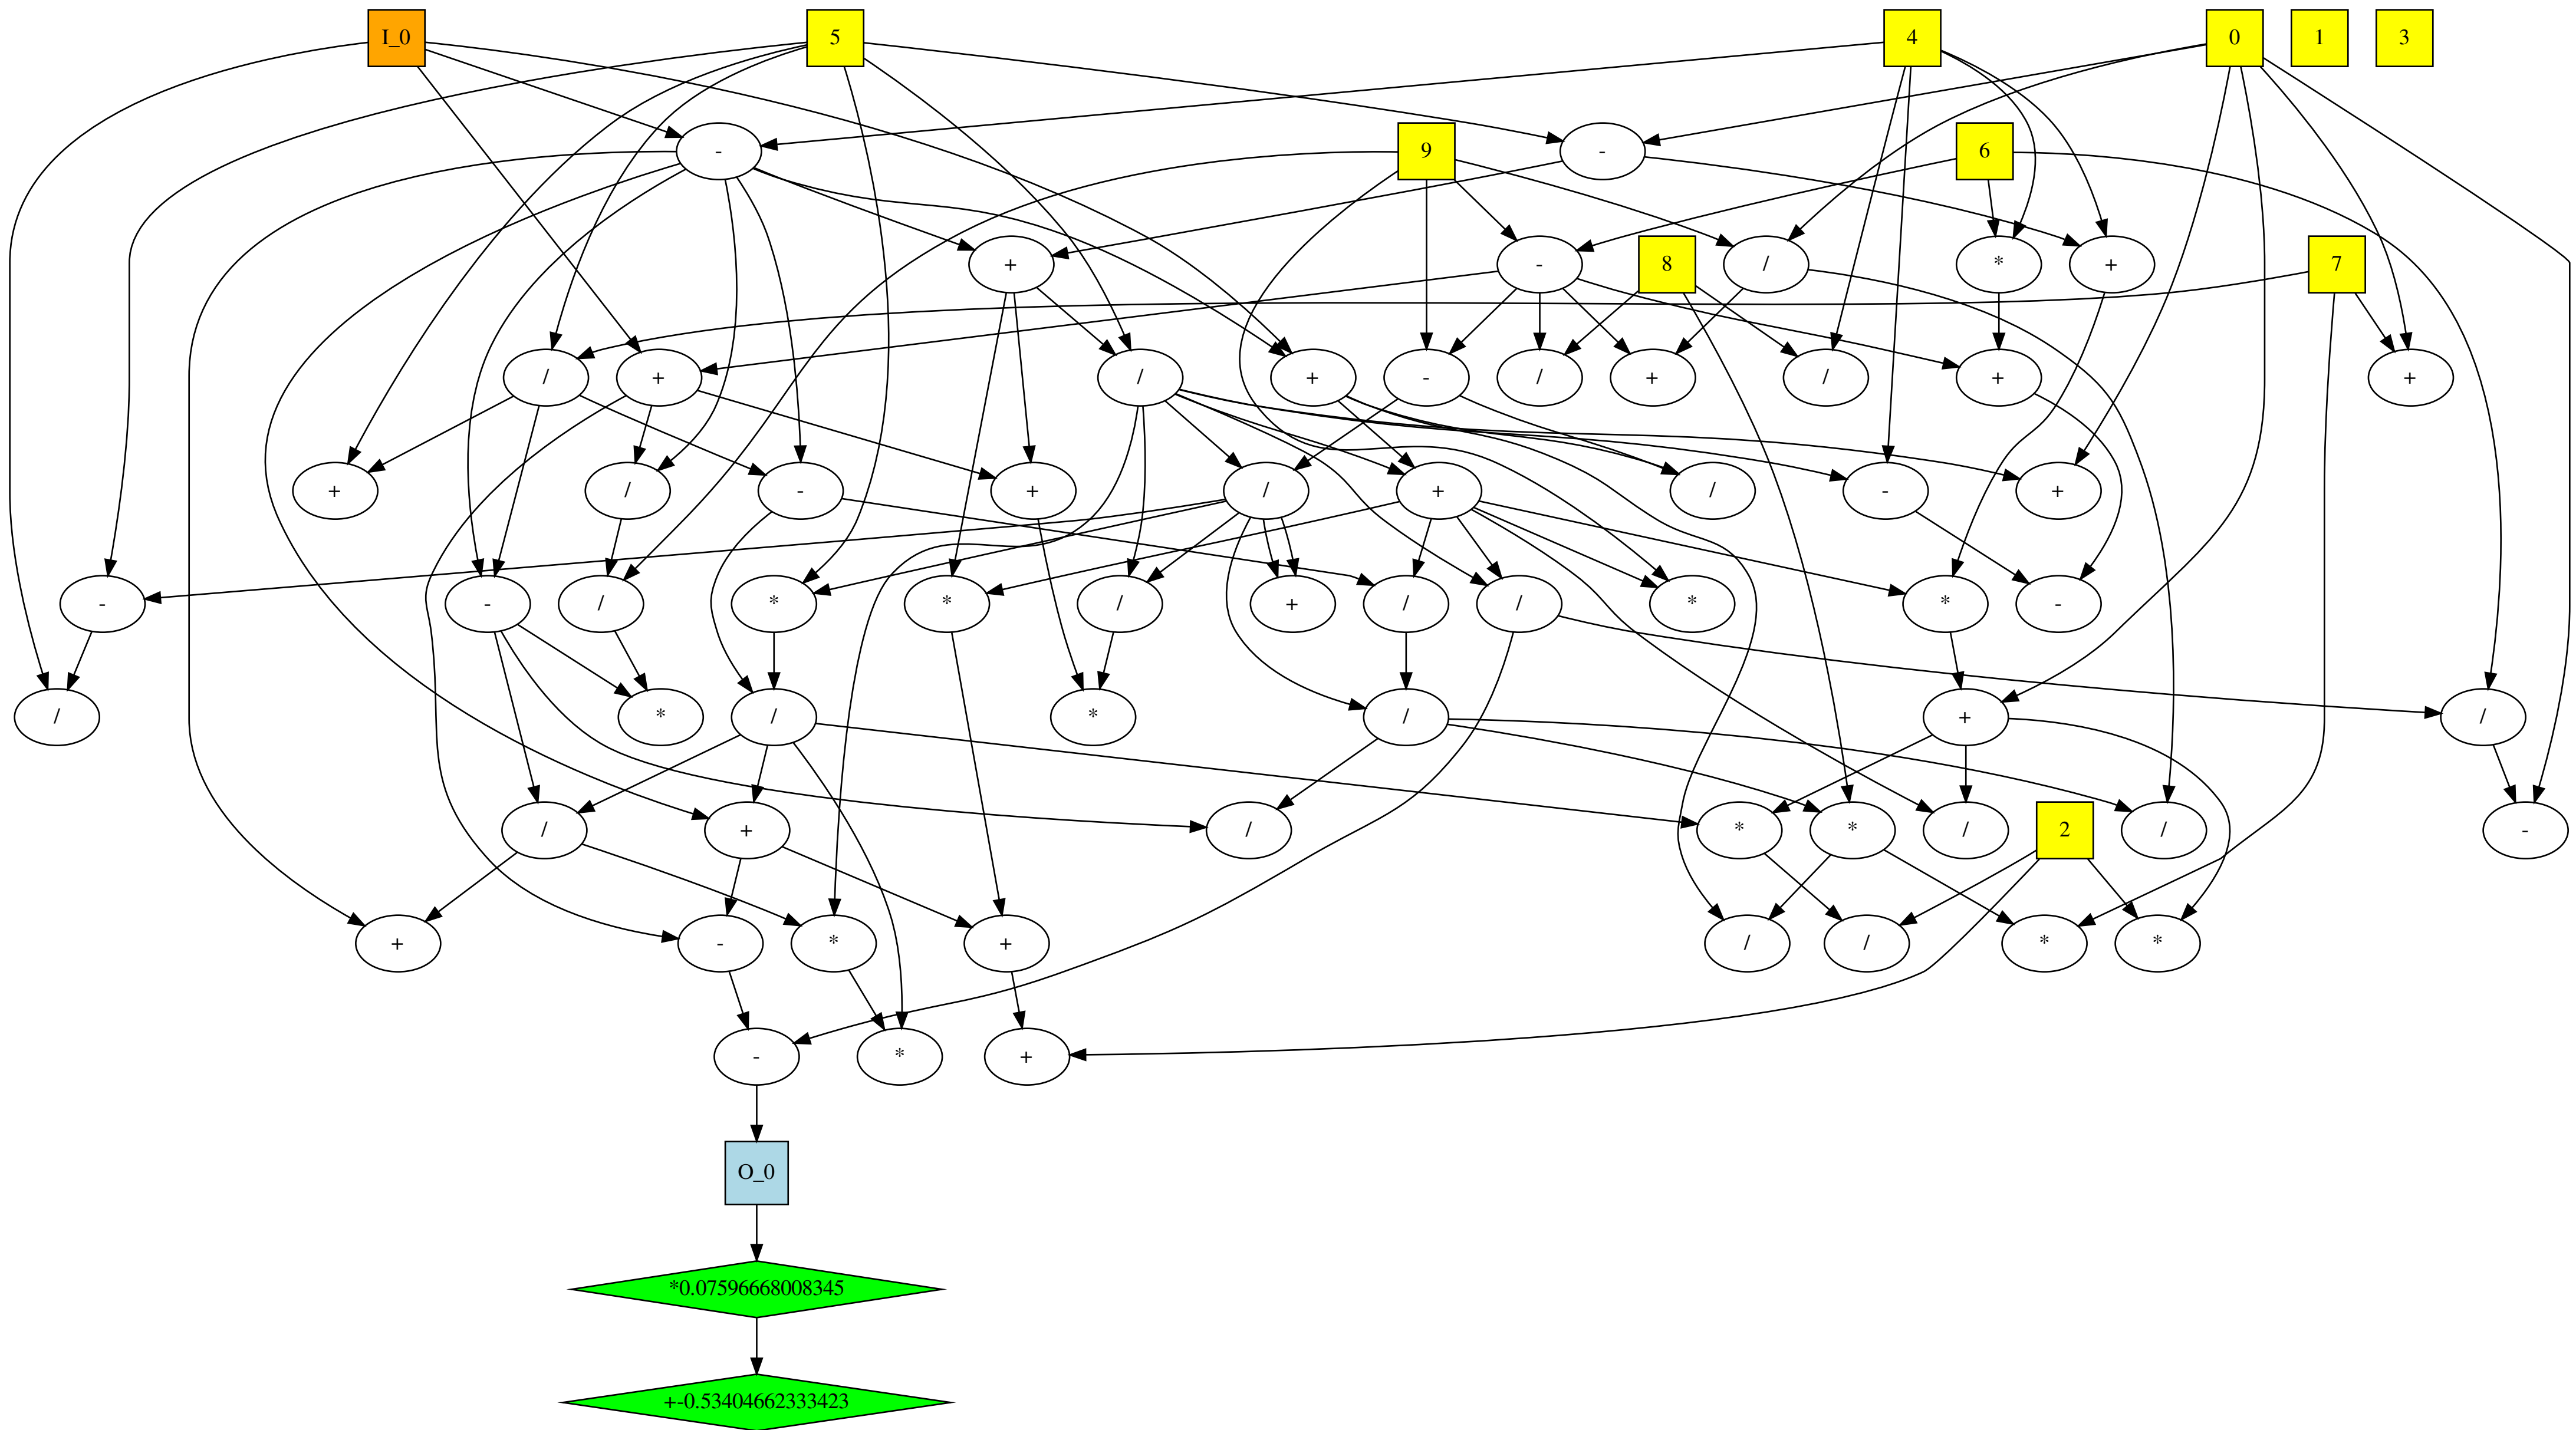 I_0 5 4 0 1 3
- 9 - 6
+ - 8 / * + 7
/ + / + - / + / + +
+ / - + / + / - +
- - / * * / + / / * * -
/ * / * / + /
/ + / * * / 2 / -
+ - * + / / * *
- * +
O_0
*0.07596668008345
+-0.53404662333423